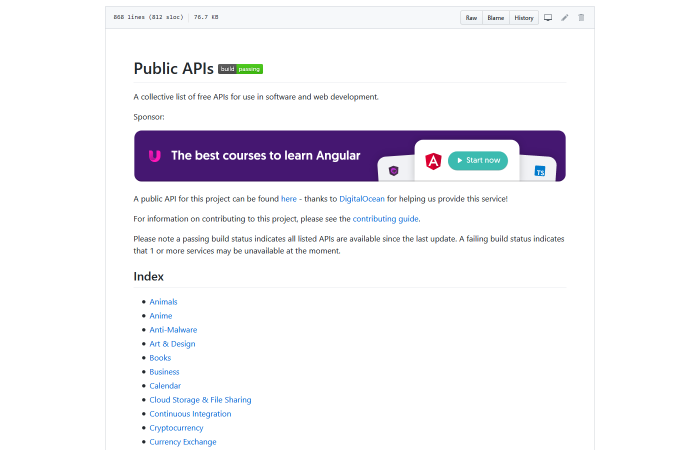 868 lines (812 sloc) 76.7 KB
Raw Blame History
Public APIs build passing
A collective list of free APIs for use in software and web development.
Sponsor:
The best courses to learn Angular
Start now
TS
A public API for this project can be found here - thanks to DigitalOcean for helping us provide this service!
For information on contributing to this project, please see the contributing guide.
Please note a passing build status indicates all listed APIs are available since the last update. A failing build status indicates
that 1 or more services may be unavailable at the moment.
Index
Animals
Anime
Anti-Malware
Art & Design
Books
Business
Calendar
Cloud Storage & File Sharing
Continuous Integration
Cryptocurrency
Currency Exchange